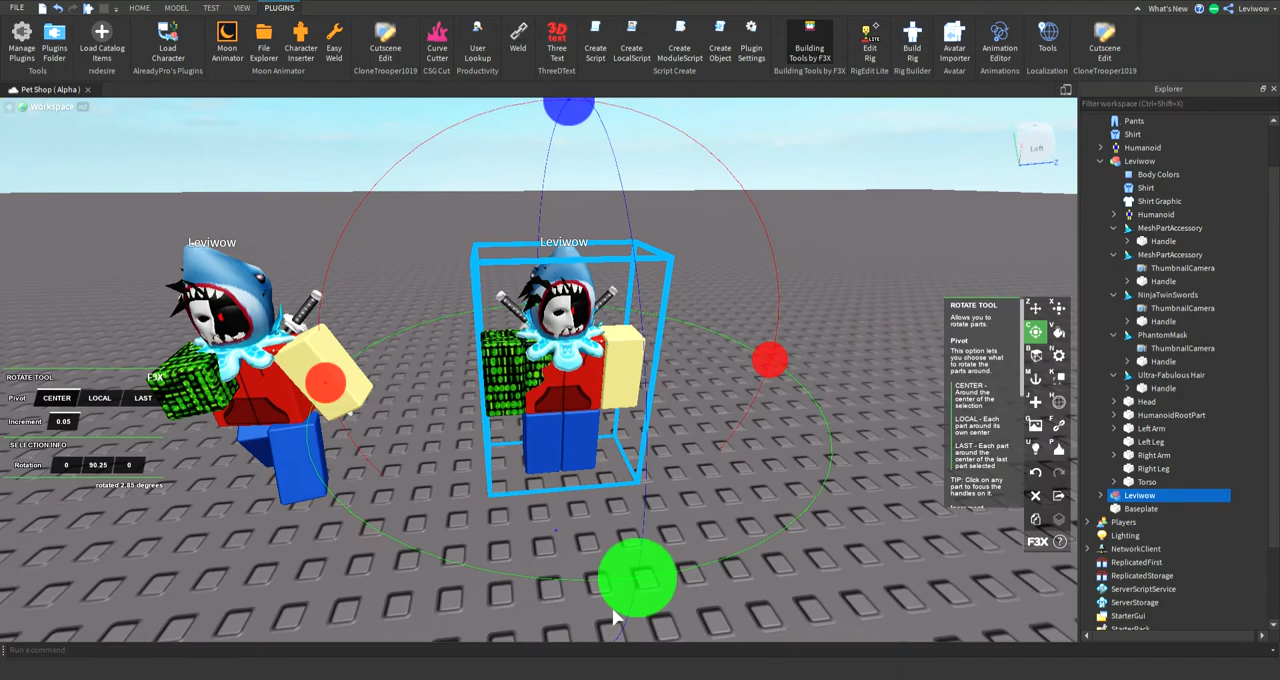 FILE HOME MODEL TEST VIEW PLUGINS What's New Leviwow
Manage Plugins
Plugins Folder
Load Catalog Items
Load Character
Moon Animator
File Explorer
Character Inserter
Easy Weld
Cutscene Edit
Curve Cutter
User Lookup
Weld
3D TEXT
Three Text
Create Script
Create LocalScript
Create ModuleScript
Create Object
Plugin Settings
Building Tools by F3X
LITE
Edit Rig
Build Rig
Avatar Importer
Animation Editor
Tools
Cutscene Edit
Tools rndesire AlreadyPro's Plugins Moon Animator CloneTrooper1019 CSG Cut Productivity ThreeDText Script Create Building Tools by F3X RigEdit Lite Rig Builder Avatar Animations Localization CloneTrooper1019
Pet Shop ( Alpha )
Workspace Alt
Leviwow
Leviwow
Left
Z
ROTATE TOOL F3X
Pivot CENTER LOCAL LAST
Increment 0.05
SELECTION INFO
Rotation 0 90.25 0
rotated 2.85 degrees
ROTATE TOOL
Allows you to rotate parts.
Pivot
This option lets you choose what to rotate the parts around.
CENTER - Around the center of the selection
LOCAL - Each part around its own center
LAST - Each part around the center of the last part selected
TIP: Click on any part to focus the handles on it.
Z X
C V
B N
M K
J H
G F
U P
F3X ?
Explorer
Filter workspace (Ctrl+Shift+X)
Pants
Shirt
Humanoid
Leviwow
Body Colors
Shirt
Shirt Graphic
Humanoid
MeshPartAccessory
Handle
MeshPartAccessory
ThumbnailCamera
Handle
NinjaTwinSwords
ThumbnailCamera
Handle
PhantomMask
ThumbnailCamera
Handle
Ultra-Fabulous Hair
Handle
Head
HumanoidRootPart
Left Arm
Left Leg
Right Arm
Right Leg
Torso
Leviwow
Baseplate
Players
Lighting
NetworkClient
ReplicatedFirst
ReplicatedStorage
ServerScriptService
ServerStorage
StarterGui
StarterPack
Run a command